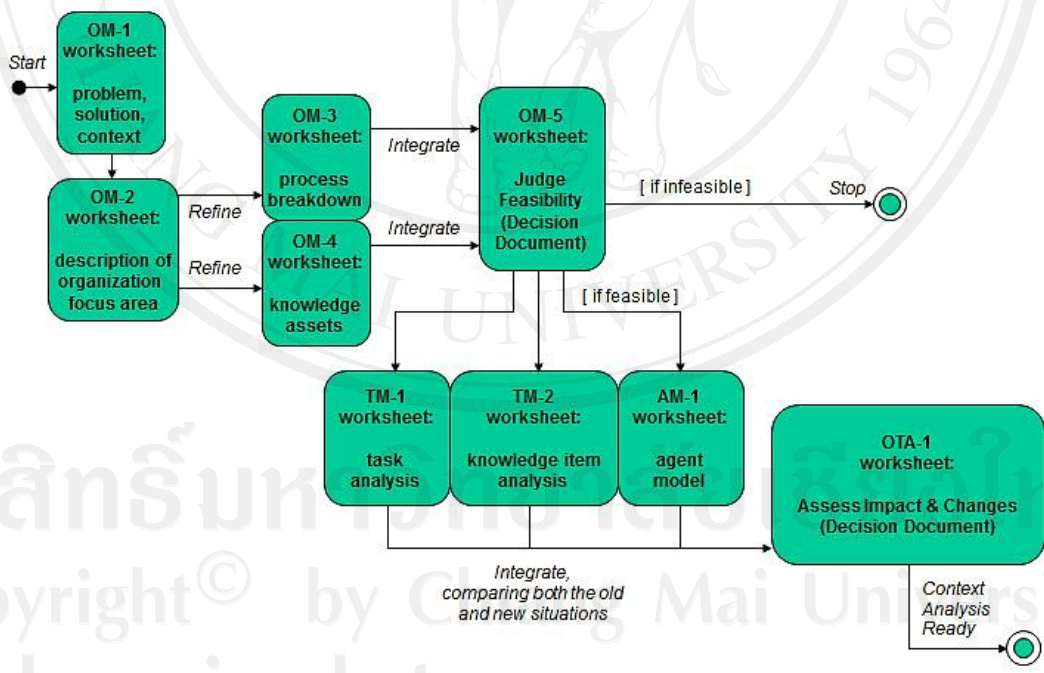 Start
OM-1
worksheet:
problem,
solution,
context
OM-2
worksheet:
description of
organization
focus area
Refine
Refine
OM-3
worksheet:
process
breakdown
OM-4
worksheet:
knowledge
assets
Integrate
Integrate
OM-5
worksheet:
Judge
Feasibility
(Decision
Document)
[ if infeasible ]
Stop
[ if feasible ]
TM-1
worksheet:
task
analysis
TM-2
worksheet:
knowledge item
analysis
AM-1
worksheet:
agent
model
Integrate,
comparing both the old
and new situations
OTA-1
worksheet:
Assess Impact & Changes
(Decision Document)
Context
Analysis
Ready
MAI UNIVERSITY 1964
opyright© by Chiang Mai Univers